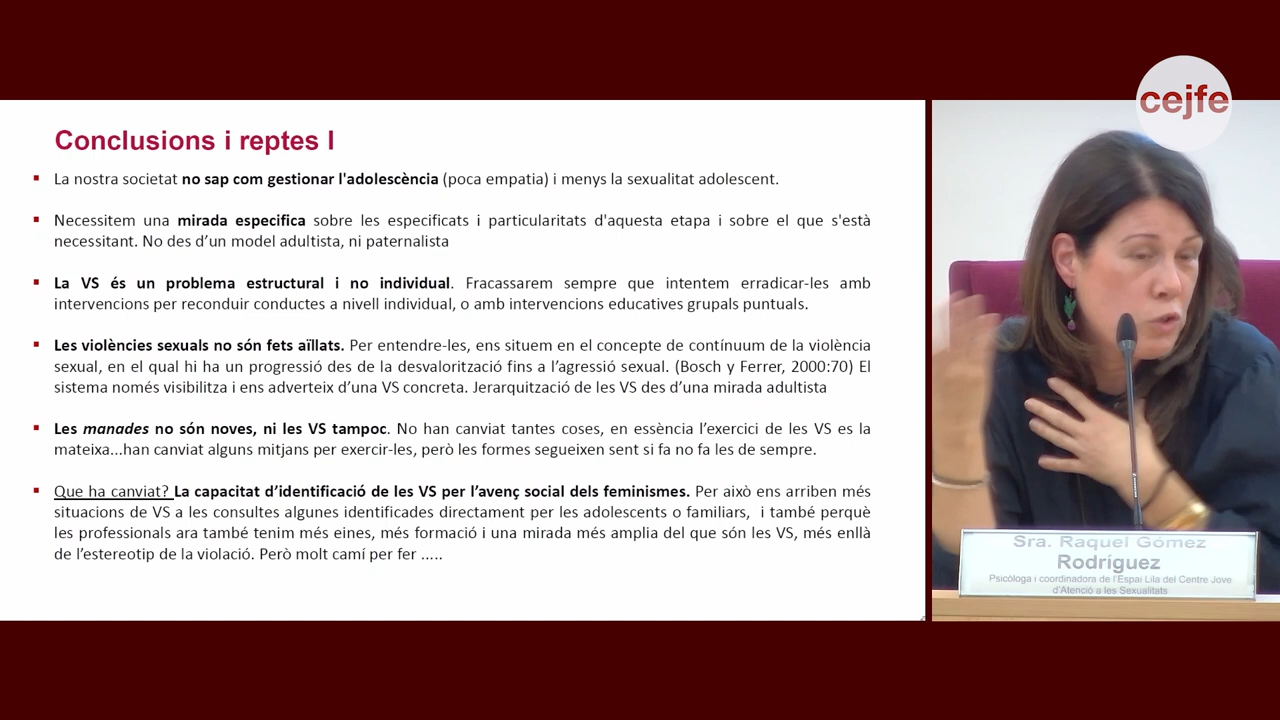 cejfe
Conclusions i reptes I
▪ La nostra societat no sap com gestionar l'adolescència (poca empatia) i menys la sexualitat adolescent.
▪ Necessitem una mirada especifica sobre les especificats i particularitats d'aquesta etapa i sobre el que s'està
necessitant. No des d’un model adultista, ni paternalista
▪ La VS és un problema estructural i no individual. Fracassarem sempre que intentem erradicar-les amb
intervencions per reconduir conductes a nivell individual, o amb intervencions educatives grupals puntuals.
▪ Les violències sexuals no són fets aïllats. Per entendre-les, ens situem en el concepte de contínuum de la violència
sexual, en el qual hi ha un progressió des de la desvalorització fins a l’agressió sexual. (Bosch y Ferrer, 2000:70) El
sistema només visibilitza i ens adverteix d’una VS concreta. Jerarquització de les VS des d’una mirada adultista
▪ Les manades no són noves, ni les VS tampoc. No han canviat tantes coses, en essència l’exercici de les VS es la
mateixa...han canviat alguns mitjans per exercir-les, però les formes segueixen sent si fa no fa les de sempre.
▪ Que ha canviat? La capacitat d’identificació de les VS per l’avenç social dels feminismes. Per això ens arriben més
situacions de VS a les consultes algunes identificades directament per les adolescents o familiars, i també perquè
les professionals ara també tenim més eines, més formació i una mirada més amplia del que són les VS, més enllà
de l’estereotip de la violació. Però molt camí per fer .....
Sra. Raquel Gómez
Rodríguez
Psicòloga i coordinadora de l'Espai Lila del Centre Jove
d'Atenció a les Sexualitats